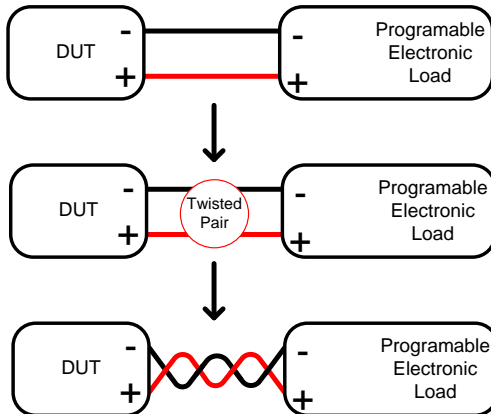 DUT
-
+
-
+
Programable
Electronic
Load
DUT
-
+
Twisted
Pair
-
+
Programable
Electronic
Load
DUT
-
+
-
+
Programable
Electronic
Load